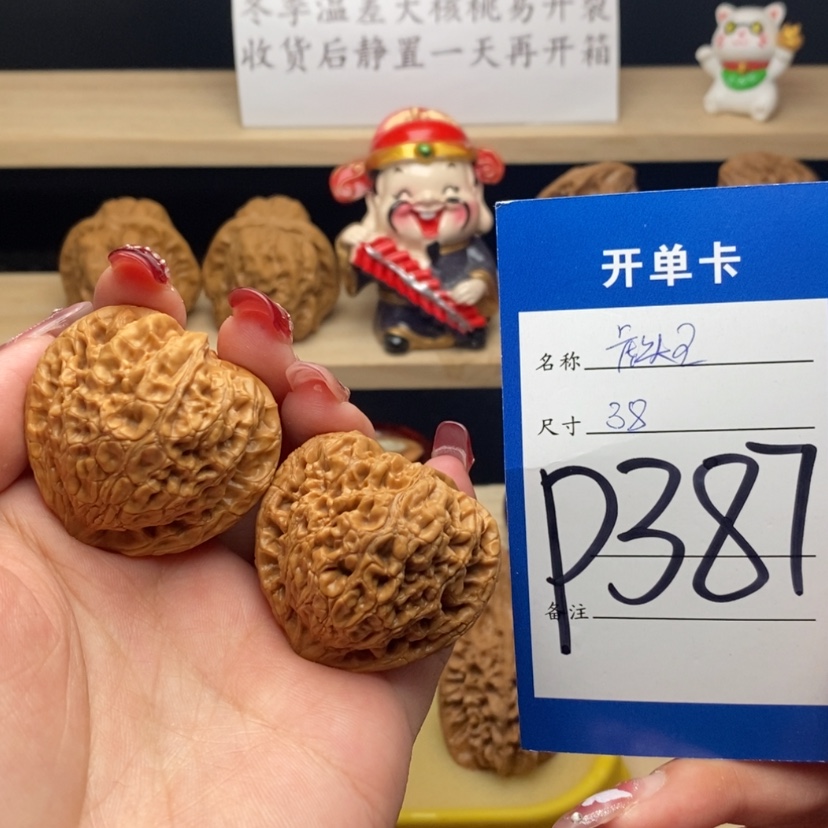 冬季温差大核桃易开裂
收货后静置一天再开箱
开单卡
名称
尺寸 38
P387
备注